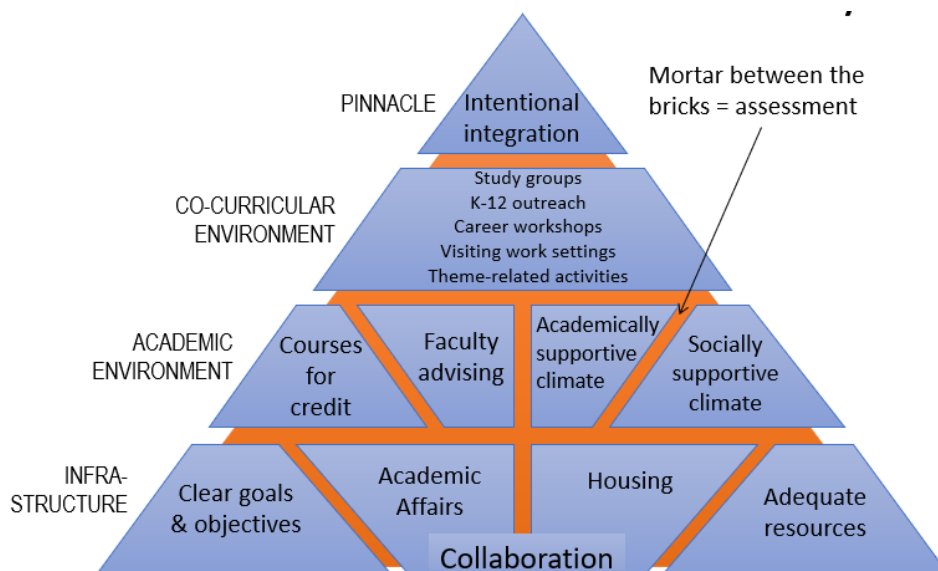 Mortar between the
bricks = assessment
PINNACLE
Intentional
integration
CO-CURRICULAR
ENVIRONMENT
Study groups
K-12 outreach
Career workshops
Visiting work settings
Theme-related activities
ACADEMIC
ENVIRONMENT
Courses
for
credit
Faculty
advising
Academically
supportive
climate
Socially
supportive
climate
INFRA-
STRUCTURE
Clear goals
& objectives
Academic
Affairs
Housing
Adequate
resources
Collaboration